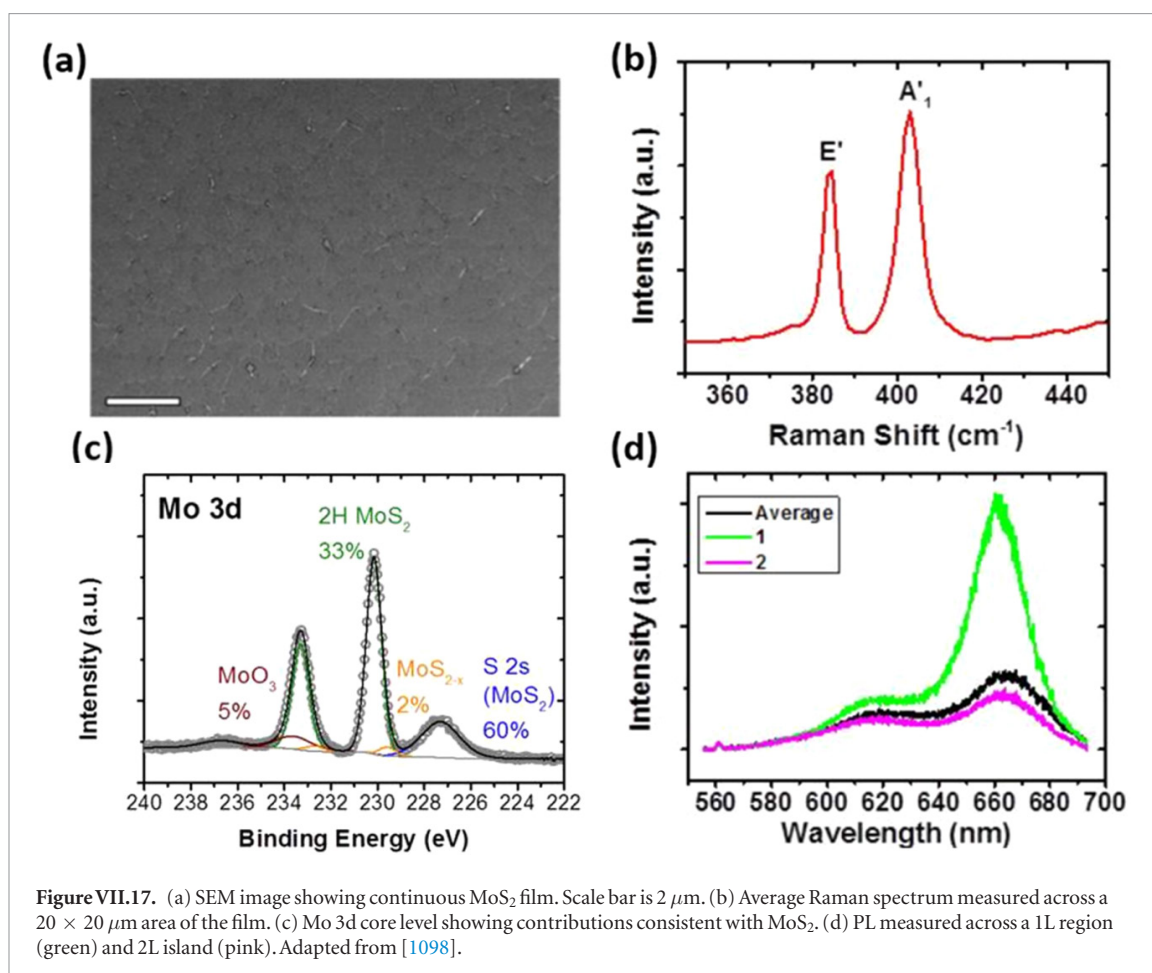 (a)
(b)
A'₁
E'
Intensity (a.u.)
360 380 400 420 440
Raman Shift (cm⁻¹)
(c)
Mo 3d
2H MoS₂
33%
MoO₃
5%
MoS₂₋ₓ
2%
S 2s
(MoS₂)
60%
Intensity (a.u.)
240 238 236 234 232 230 228 226 224 222
Binding Energy (eV)
(d)
Average
1
2
Intensity (a.u.)
560 580 600 620 640 660 680 700
Wavelength (nm)
Figure VII.17. (a) SEM image showing continuous MoS₂ film. Scale bar is 2 μm. (b) Average Raman spectrum measured across a
20 × 20 μm area of the film. (c) Mo 3d core level showing contributions consistent with MoS₂. (d) PL measured across a 1L region
(green) and 2L island (pink). Adapted from [1098].